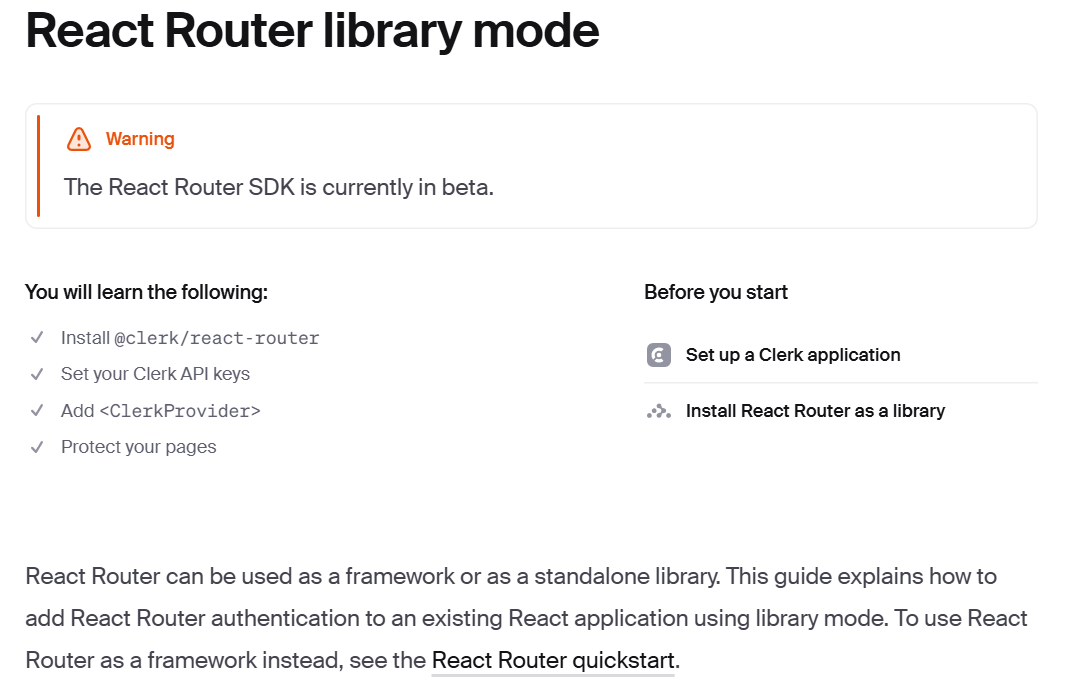 React Router library mode
Warning
The React Router SDK is currently in beta.
You will learn the following:
Install @clerk/react-router
Set your Clerk API keys
Add <ClerkProvider>
Protect your pages
Before you start
Set up a Clerk application
Install React Router as a library
React Router can be used as a framework or as a standalone library. This guide explains how to
add React Router authentication to an existing React application using library mode. To use React
Router as a framework instead, see the React Router quickstart.